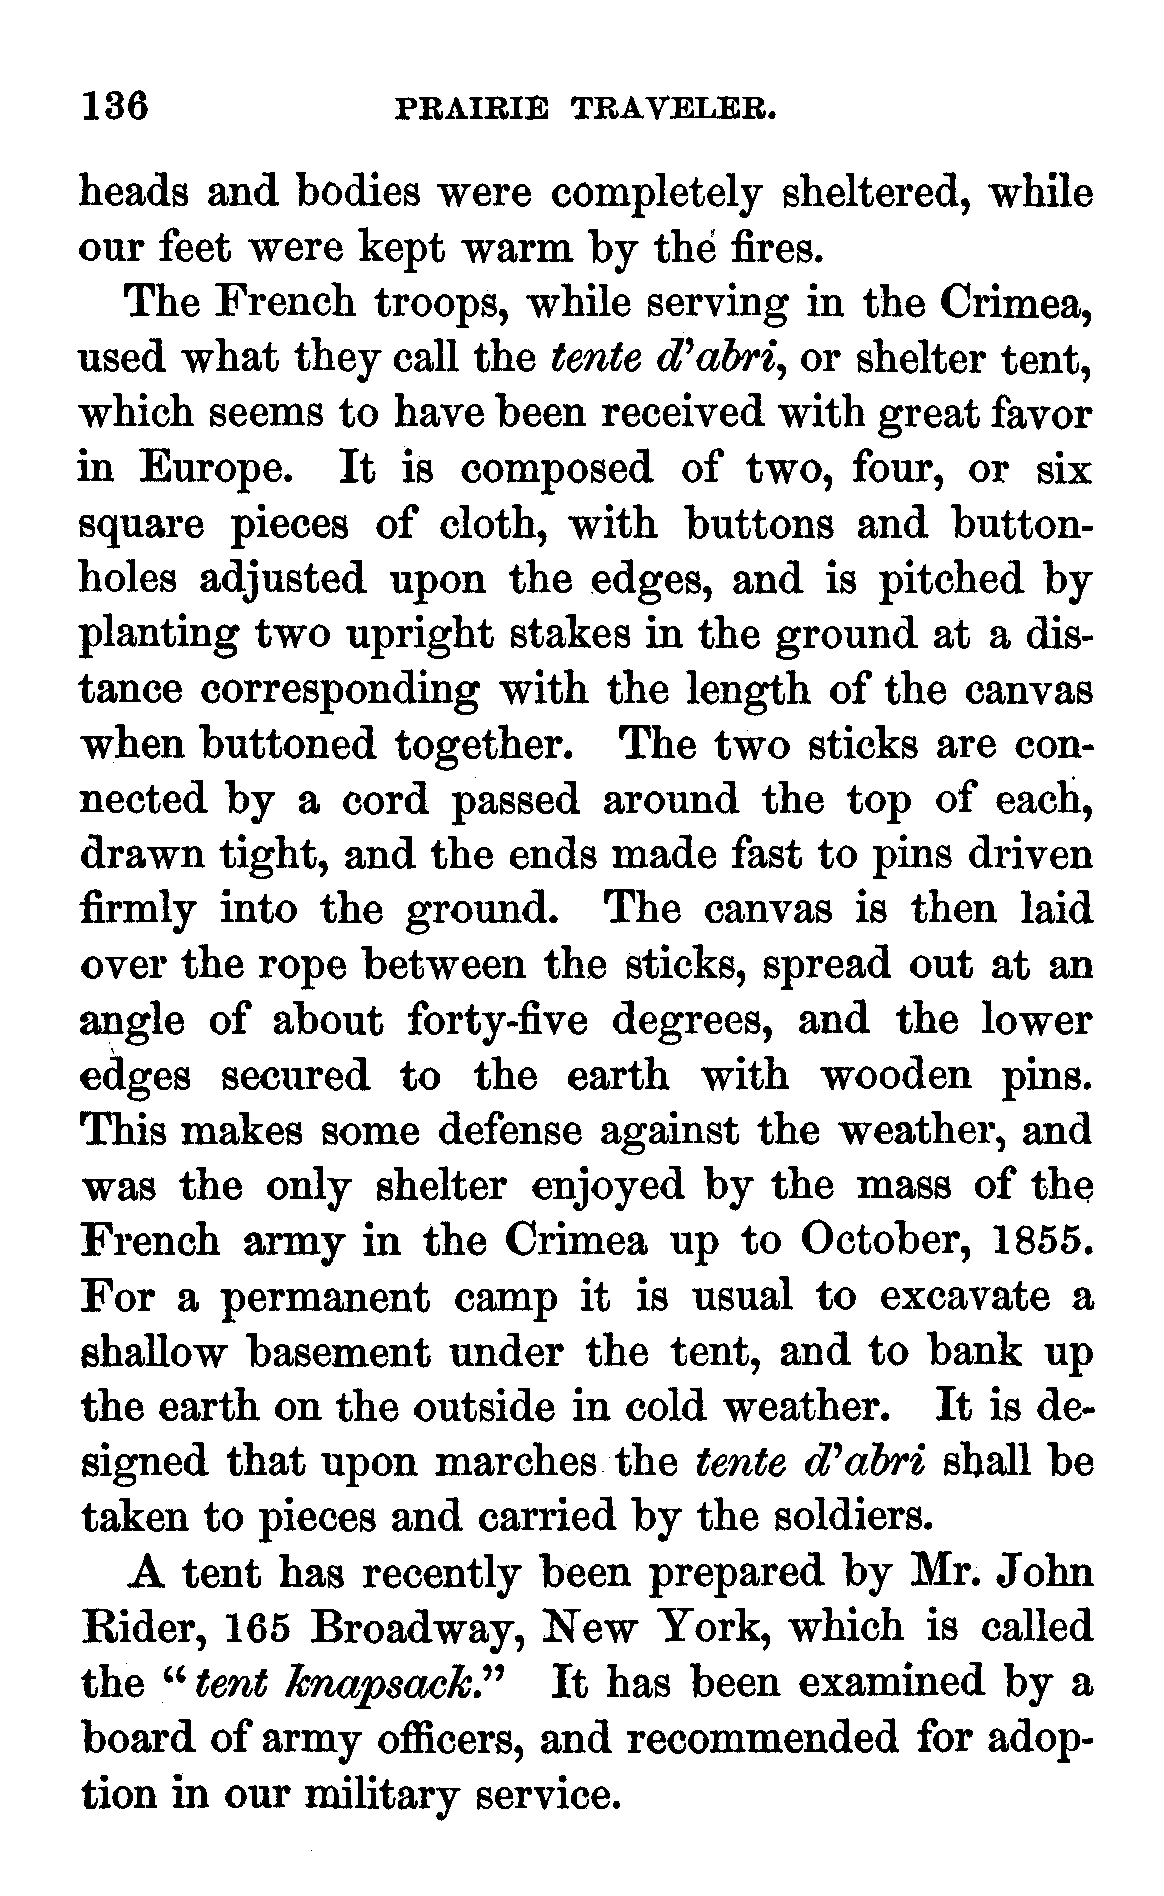 136 PRAIRIE TRAVELER.
heads and bodies were completely sheltered, while
our feet were kept warm by the fires.
The French troops, while serving in the Crimea,
used what they call the tente d'abri, or shelter tent,
which seems to have been received with great favor
in Europe. It is composed of two, four, or six
square pieces of cloth, with buttons and button-
holes adjusted upon the edges, and is pitched by
planting two upright stakes in the ground at a dis-
tance corresponding with the length of the canvas
when buttoned together. The two sticks are con-
nected by a cord passed around the top of each,
drawn tight, and the ends made fast to pins driven
firmly into the ground. The canvas is then laid
over the rope between the sticks, spread out at an
angle of about forty-five degrees, and the lower
edges secured to the earth with wooden pins.
This makes some defense against the weather, and
was the only shelter enjoyed by the mass of the
French army in the Crimea up to October, 1855.
For a permanent camp it is usual to excavate a
shallow basement under the tent, and to bank up
the earth on the outside in cold weather. It is de-
signed that upon marches the tente d'abri shall be
taken to pieces and carried by the soldiers.
A tent has recently been prepared by Mr. John
Rider, 165 Broadway, New York, which is called
the "tent knapsack." It has been examined by a
board of army officers, and recommended for adop-
tion in our military service.